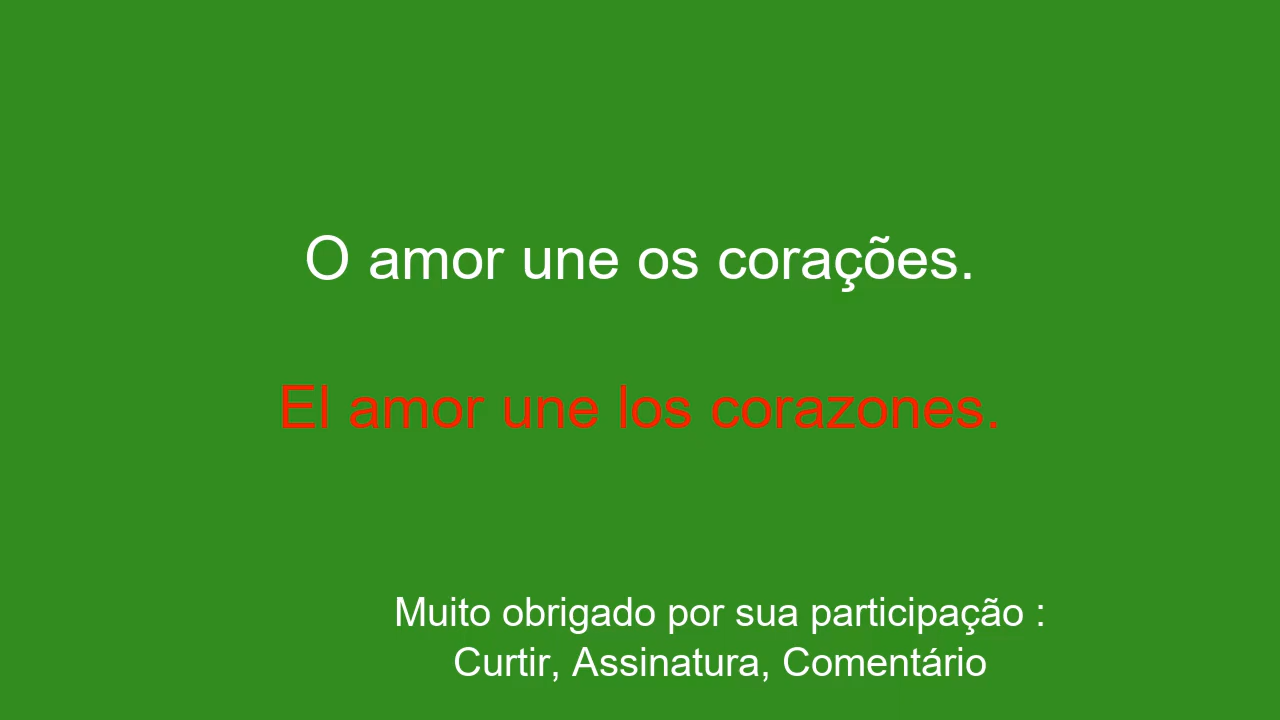 O amor une os corações.
El amor une los corazones.
Muito obrigado por sua participação :
Curtir, Assinatura, Comentário